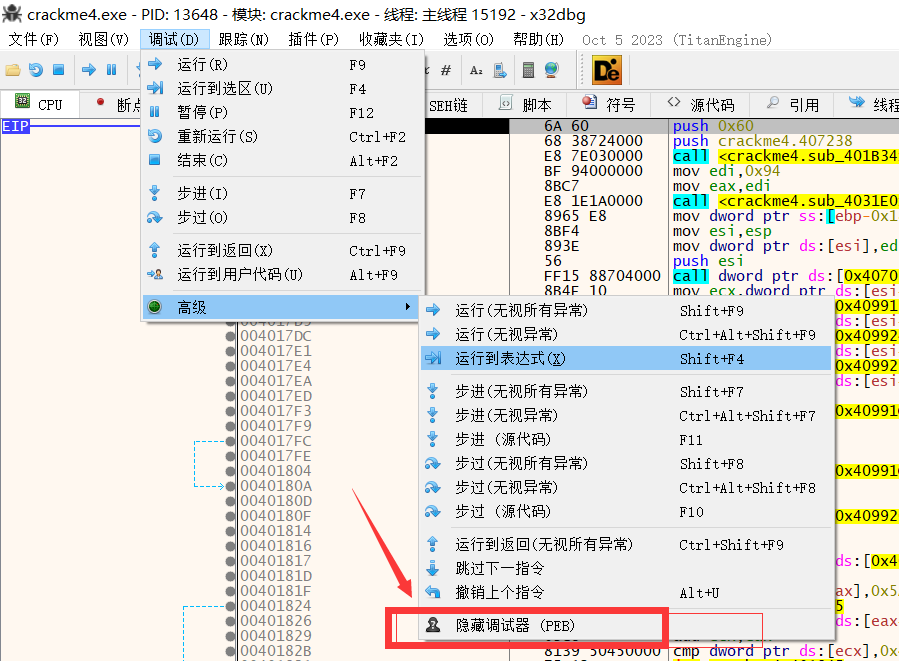 crackme4.exe - PID: 13648 - 模块: crackme4.exe - 线程: 主线程 15192 - x32dbg
文件(F) 视图(V) 调试(D) 跟踪(N) 插件(P) 收藏夹(I) 选项(O) 帮助(H) Oct 5 2023 (TitanEngine)
CPU 断点 SEH链 脚本 符号 源代码 引用 线程
EIP
运行(R) F9
运行到选区(U) F4
暂停(P) F12
重新运行(S) Ctrl+F2
结束(C) Alt+F2
步进(I) F7
步过(O) F8
运行到返回(X) Ctrl+F9
运行到用户代码(U) Alt+F9
高级
6A 60 push 0x60
68 38724000 push crackme4.407238
E8 7E030000 call <crackme4.sub_401B34
BF 94000000 mov edi,0x94
8BC7 mov eax,edi
E8 1E1A0000 call <crackme4.sub_4031E0
8965 E8 mov dword ptr ss:[ebp-0x1
8BF4 mov esi,esp
893E mov dword ptr ds:[esi],ed
56 push esi
FF15 88704000 call dword ptr ds:[0x4070
8B4E 10 mov ecx,dword ptr ds:[esi
运行(无视所有异常) Shift+F9
运行(无视异常) Ctrl+Alt+Shift+F9
运行到表达式(X) Shift+F4
步进(无视所有异常) Shift+F7
步进(无视异常) Ctrl+Alt+Shift+F7
步进 (源代码) F11
步过(无视所有异常) Shift+F8
步过(无视异常) Ctrl+Alt+Shift+F8
步过 (源代码) F10
运行到返回(无视所有异常) Ctrl+Shift+F9
跳过下一指令
撤销上个指令 Alt+U
隐藏调试器 (PEB)
004017DC
004017E1
004017E4
004017EA
004017ED
004017F3
004017F9
004017FC
004017FE
00401804
0040180A
0040180D
0040180F
00401814
00401816
00401817
0040181D
0040181F
00401824
00401826
00401829
0040182B
8139 50450000 cmp dword ptr ds:[ecx],0x